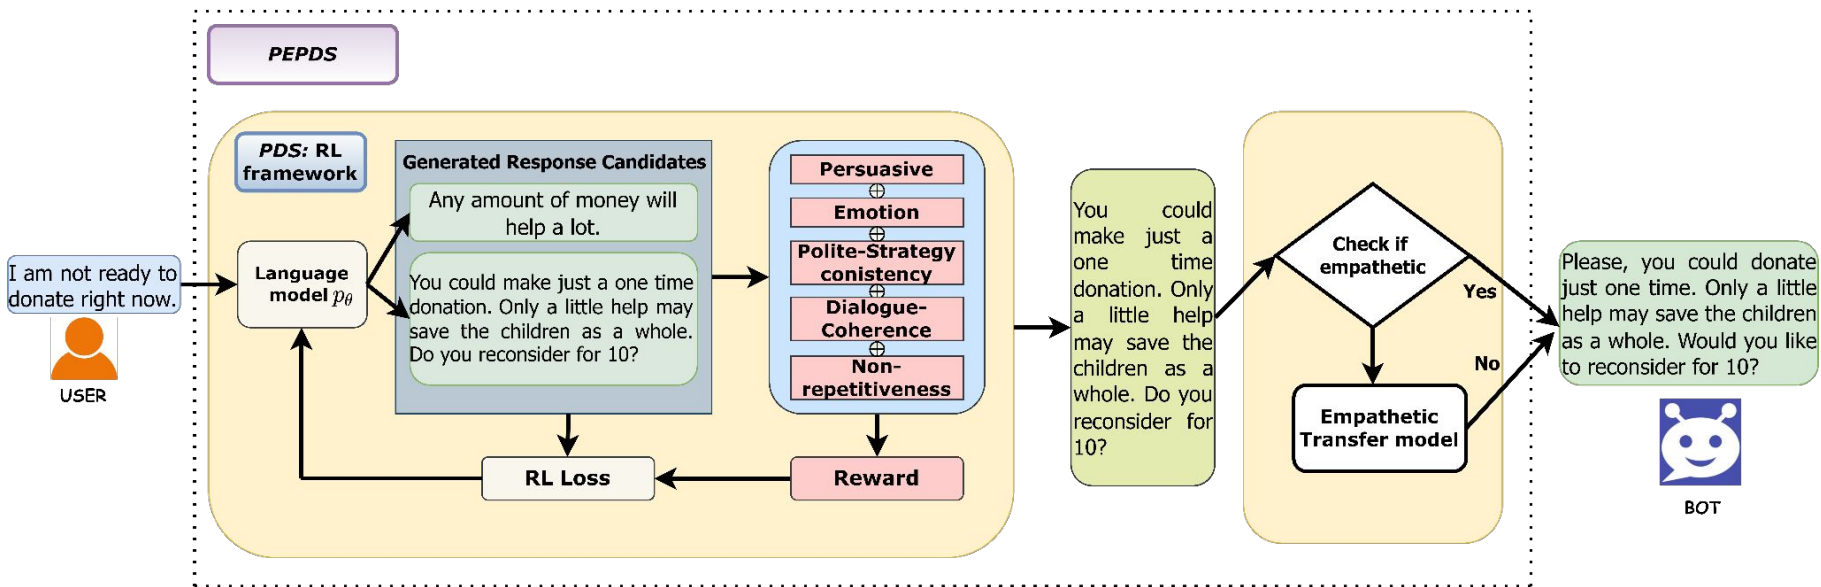 PEPDS
PDS: RL
framework
I am not ready to
donate right now.
USER
Language
model pθ
Generated Response Candidates
Any amount of money will
help a lot.
You could make just a one time
donation. Only a little help may
save the children as a whole.
Do you reconsider for 10?
Persuasive
Emotion
Polite-Strategy
conistency
Dialogue-
Coherence
Non-
repetitiveness
RL Loss
Reward
You could
make just a
one time
donation. Only
a little help
may save the
children as a
whole. Do you
reconsider for
10?
Check if
empathetic
Yes
No
Empathetic
Transfer model
Please, you could donate
just one time. Only a little
help may save the children
as a whole. Would you like
to reconsider for 10?
BOT